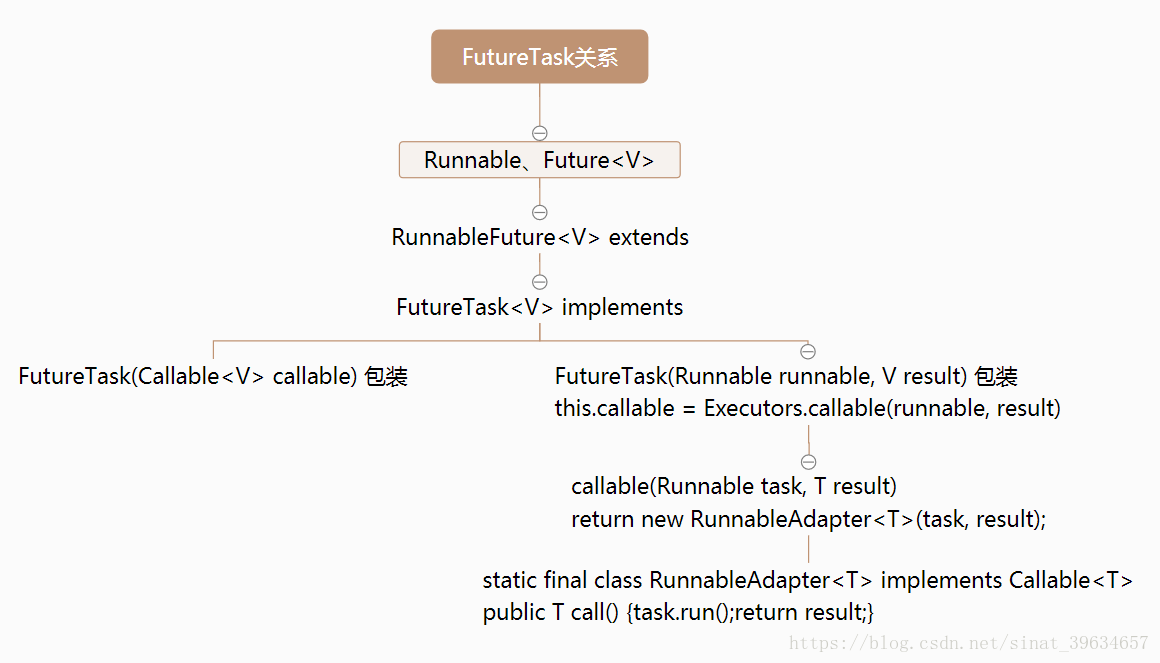 FutureTask关系
Runnable、Future<V>
RunnableFuture<V> extends
FutureTask<V> implements
FutureTask(Callable<V> callable) 包装
FutureTask(Runnable runnable, V result) 包装
this.callable = Executors.callable(runnable, result)
callable(Runnable task, T result)
return new RunnableAdapter<T>(task, result);
static final class RunnableAdapter<T> implements Callable<T>
public T call() {task.run();return result;}
https://blog.csdn.net/sinat_39634657